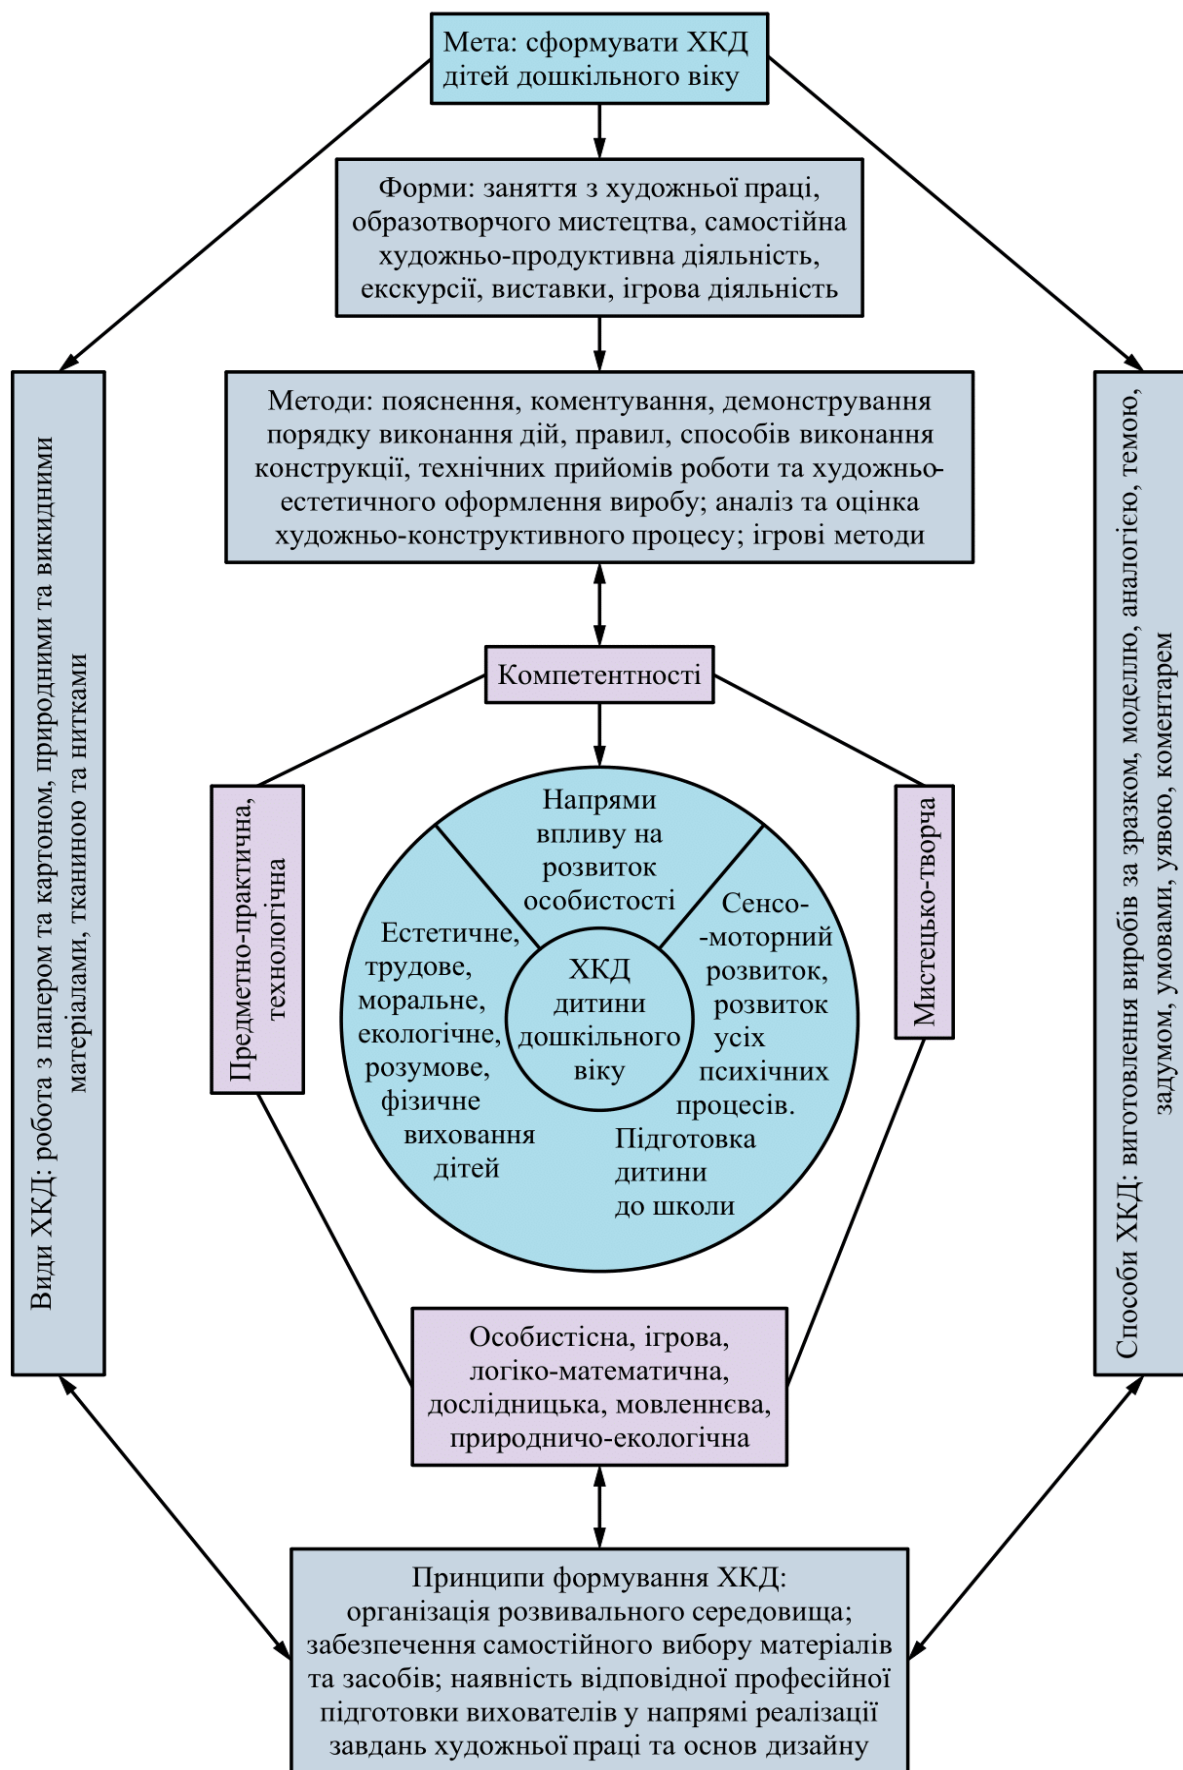 Мета: сформувати ХКД
дітей дошкільного віку
Форми: заняття з художньої праці,
образотворчого мистецтва, самостійна
художньо-продуктивна діяльність,
екскурсії, виставки, ігрова діяльність
Види ХКД: робота з папером та картоном, природними та викидними
матеріалами, тканиною та нитками
Методи: пояснення, коментування, демонстрування
порядку виконання дій, правил, способів виконання
конструкції, технічних прийомів роботи та художньо-
естетичного оформлення виробу; аналіз та оцінка
художньо-конструктивного процесу; ігрові методи
Способи ХКД: виготовлення виробів за зразком, моделлю, аналогією, темою,
задумом, умовами, уявою, коментарем
Компетентності
Предметно-практична,
технологічна
Напрями
впливу на
розвиток
особистості
Естетичне,
трудове,
моральне,
екологічне,
розумове,
фізичне
виховання
дітей
ХКД
дитини
дошкільного
віку
Сенсо-
-моторний
розвиток,
розвиток
усіх
психічних
процесів.
Підготовка
дитини
до школи
Мистецько-творча
Особистісна, ігрова,
логіко-математична,
дослідницька, мовленнєва,
природничо-екологічна
Принципи формування ХКД:
організація розвивального середовища;
забезпечення самостійного вибору матеріалів
та засобів; наявність відповідної професійної
підготовки вихователів у напрямі реалізації
завдань художньої праці та основ дизайну